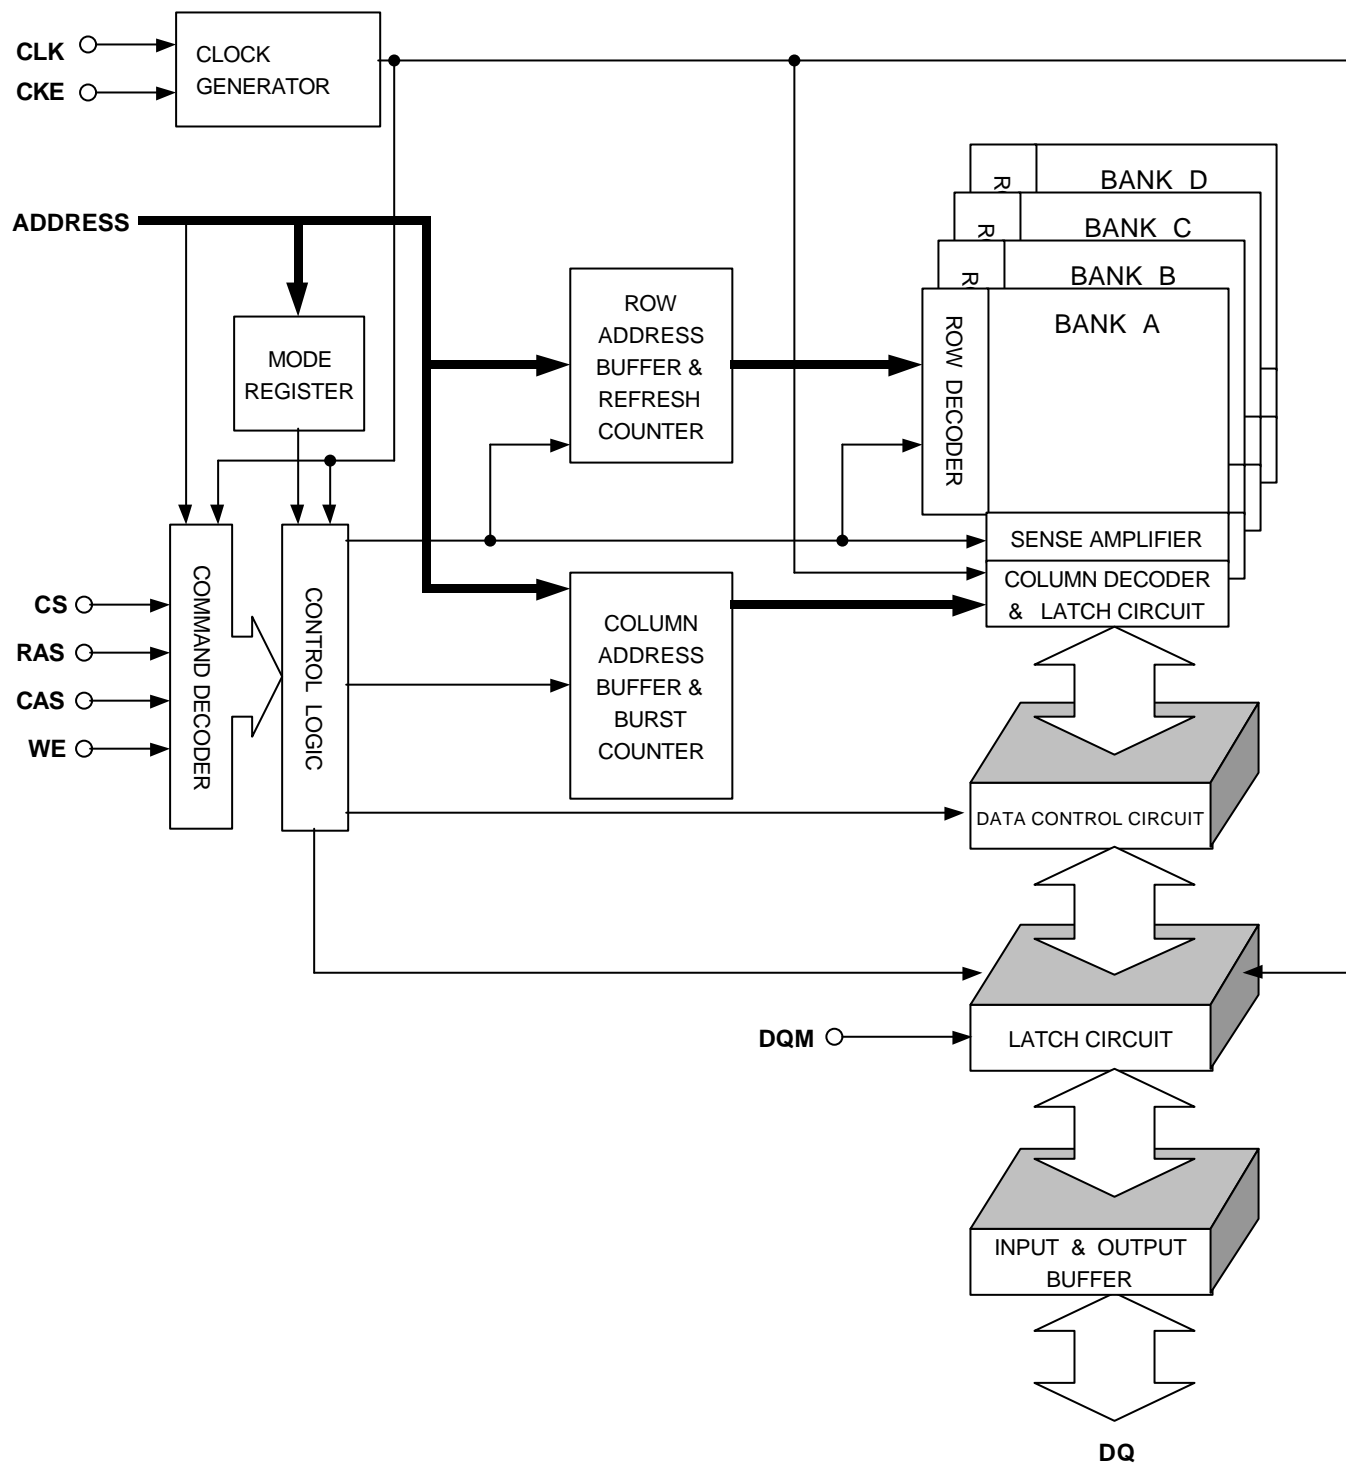 CLK
CKE
CLOCK
GENERATOR
ADDRESS
MODE
REGISTER
ROW
ADDRESS
BUFFER &
REFRESH
COUNTER
BANK D
BANK C
BANK B
BANK A
ROW DECODER
SENSE AMPLIFIER
COLUMN DECODER
& LATCH CIRCUIT
CS
RAS
CAS
WE
COMMAND DECODER
CONTROL LOGIC
COLUMN
ADDRESS
BUFFER &
BURST
COUNTER
DATA CONTROL CIRCUIT
DQM
LATCH CIRCUIT
INPUT & OUTPUT
BUFFER
DQ